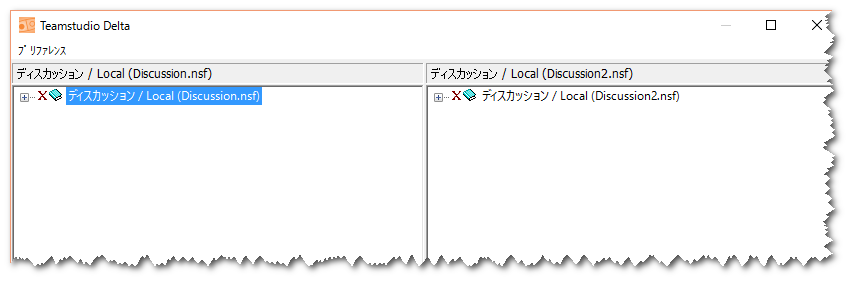 Teamstudio Delta
プリファレンス
ディスカッション / Local (Discussion.nsf)
ディスカッション / Local (Discussion2.nsf)
X ディスカッション / Local (Discussion.nsf)
X ディスカッション / Local (Discussion2.nsf)